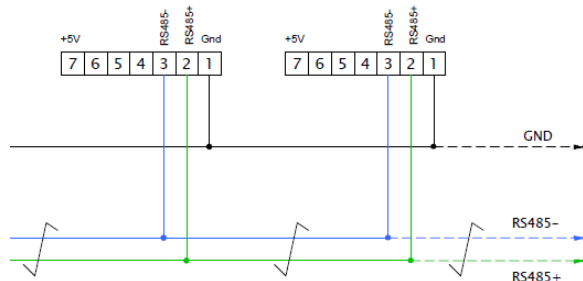 +5V RS485- RS485+ Gnd +5V RS485- RS485+ Gnd
7 6 5 4 3 2 1 7 6 5 4 3 2 1
GND
RS485-
RS485+